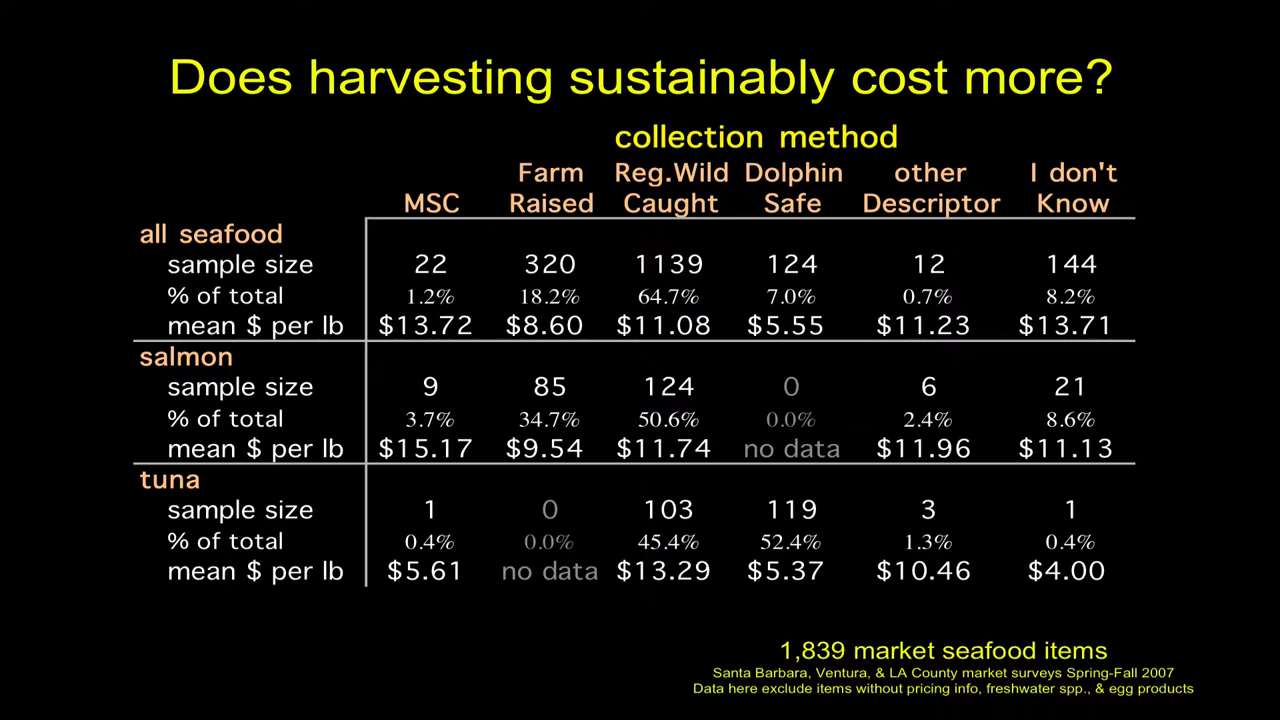 Does harvesting sustainably cost more?
collection method
Farm Reg.Wild Dolphin other I don't
MSC Raised Caught Safe Descriptor Know
all seafood
sample size 22 320 1139 124 12 144
% of total 1.2% 18.2% 64.7% 7.0% 0.7% 8.2%
mean $ per lb $13.72 $8.60 $11.08 $5.55 $11.23 $13.71
salmon
sample size 9 85 124 0 6 21
% of total 3.7% 34.7% 50.6% 0.0% 2.4% 8.6%
mean $ per lb $15.17 $9.54 $11.74 no data $11.96 $11.13
tuna
sample size 1 0 103 119 3 1
% of total 0.4% 0.0% 45.4% 52.4% 1.3% 0.4%
mean $ per lb $5.61 no data $13.29 $5.37 $10.46 $4.00
1,839 market seafood items
Santa Barbara, Ventura, & LA County market surveys Spring-Fall 2007
Data here exclude items without pricing info, freshwater spp., & egg products